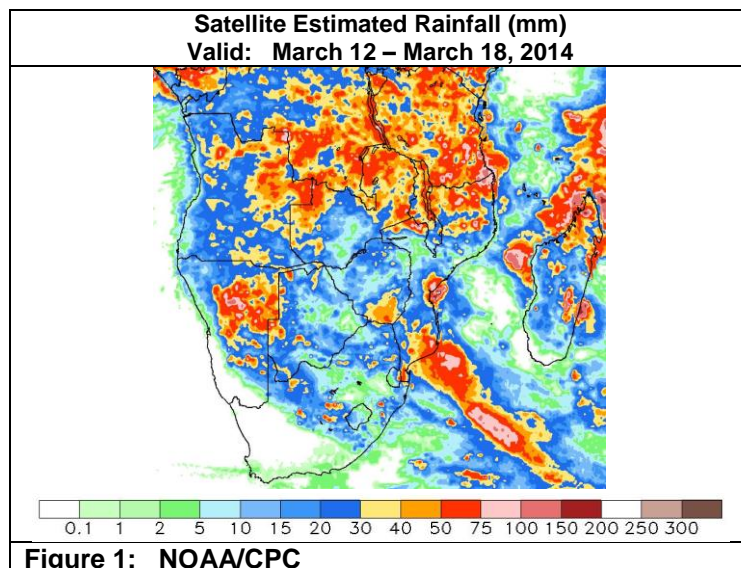 Satellite Estimated Rainfall (mm)
Valid: March 12 – March 18, 2014
0.1 1 2 5 10 15 20 30 40 50 75 100 150 200 250 300
Figure 1: NOAA/CPC